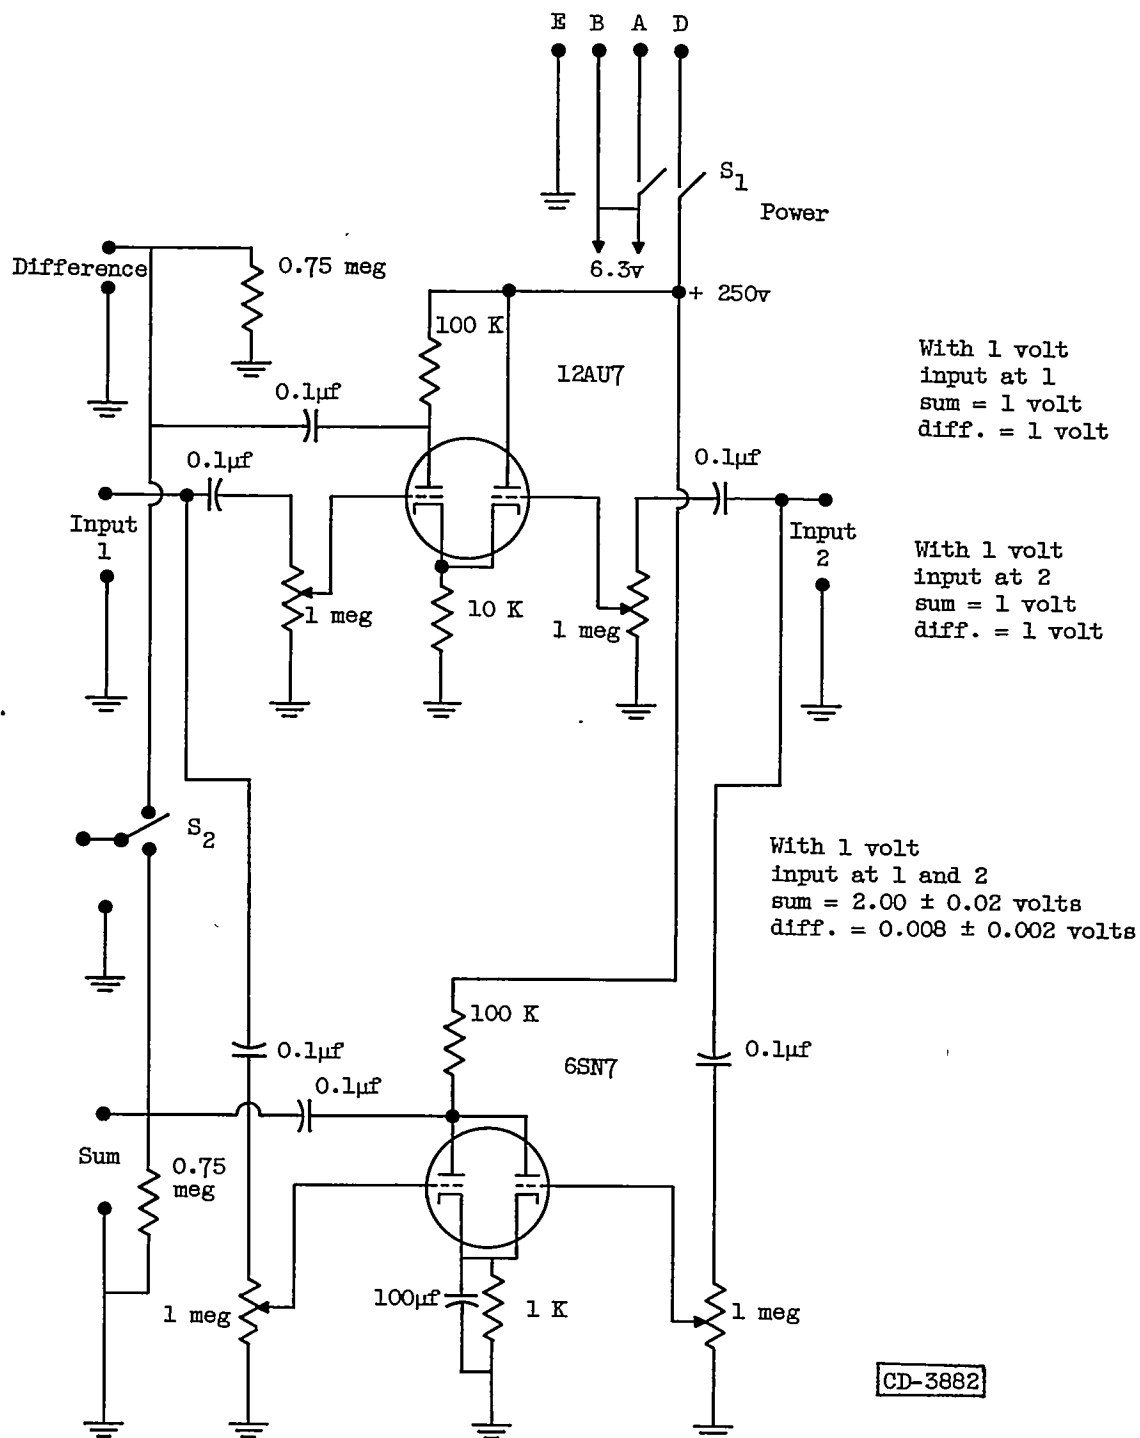 E B A D
S1
Power
Difference
0.75 meg
6.3v
+ 250v
100 K
12AU7
0.1µf
With 1 volt
input at 1
sum = 1 volt
diff. = 1 volt
0.1µf
0.1µf
Input
1
Input
2
With 1 volt
input at 2
sum = 1 volt
diff. = 1 volt
1 meg
10 K
1 meg
S2
With 1 volt
input at 1 and 2
sum = 2.00 ± 0.02 volts
diff. = 0.008 ± 0.002 volts
100 K
0.1µf
6SN7
0.1µf
0.1µf
Sum
0.75
meg
100µf
1 K
1 meg
1 meg
CD-3882